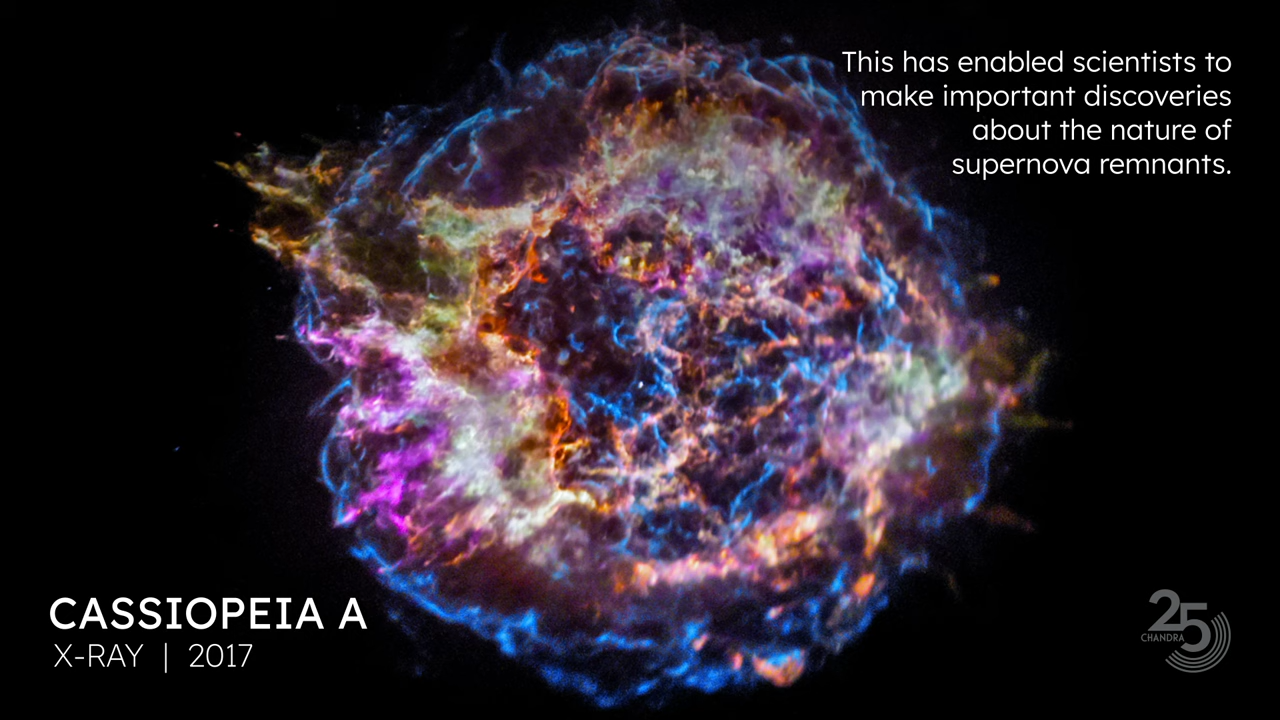 This has enabled scientists to
make important discoveries
about the nature of
supernova remnants.
CASSIOPEIA A
X-RAY | 2017
25
CHANDRA